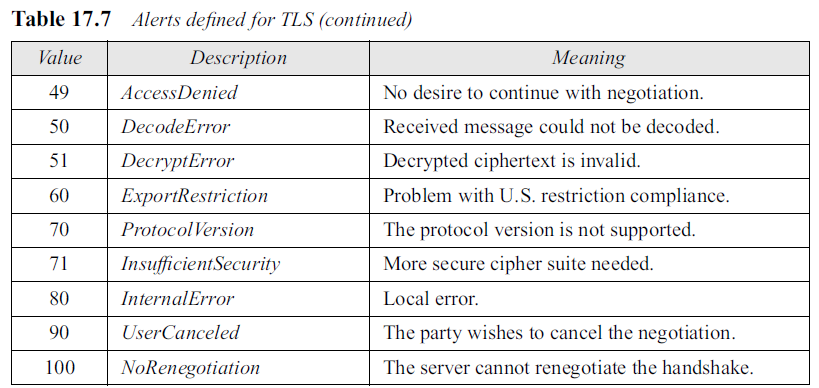 Table 17.7 Alerts defined for TLS (continued)
Value Description Meaning
49 AccessDenied No desire to continue with negotiation.
50 DecodeError Received message could not be decoded.
51 DecryptError Decrypted ciphertext is invalid.
60 ExportRestriction Problem with U.S. restriction compliance.
70 ProtocolVersion The protocol version is not supported.
71 InsufficientSecurity More secure cipher suite needed.
80 InternalError Local error.
90 UserCanceled The party wishes to cancel the negotiation.
100 NoRenegotiation The server cannot renegotiate the handshake.